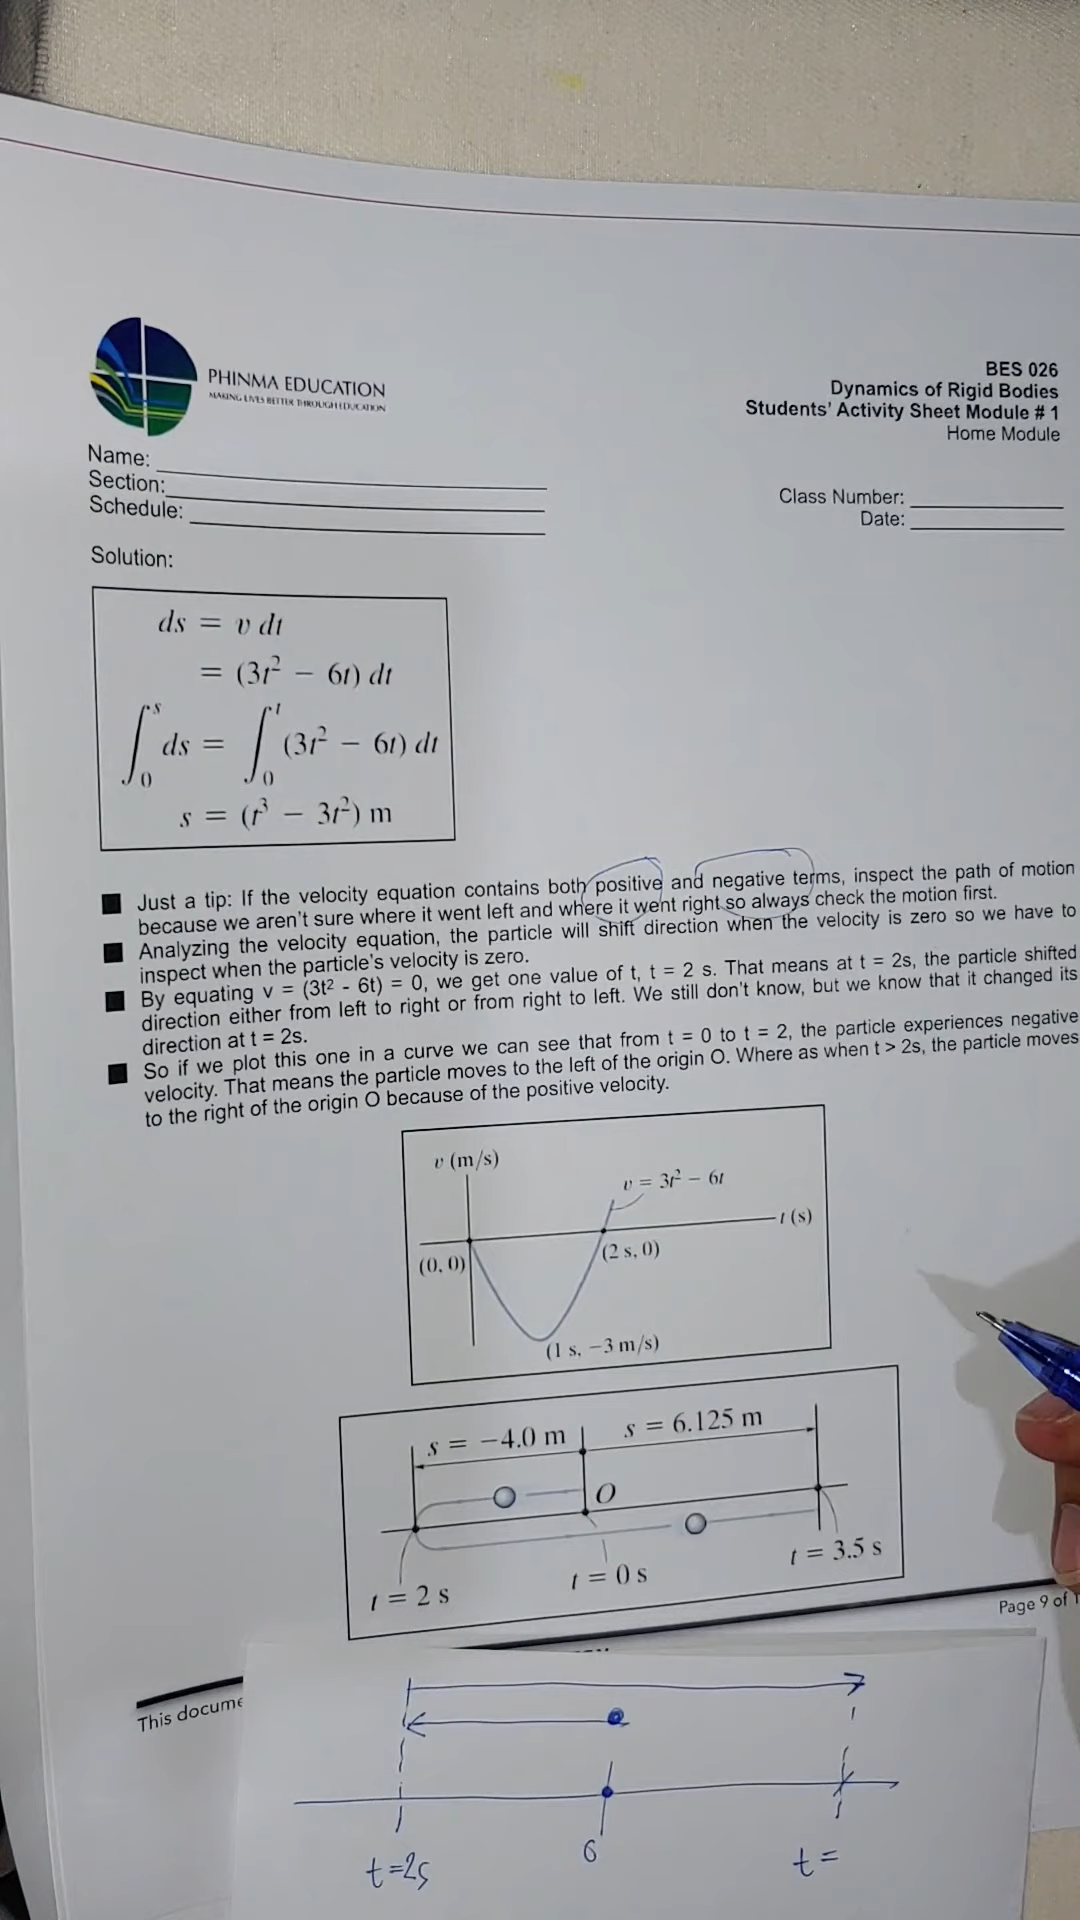 PHINMA EDUCATION
MAKING LIVES BETTER THROUGH EDUCATION
BES 026
Dynamics of Rigid Bodies
Students' Activity Sheet Module # 1
Home Module
Name:
Section:
Schedule:
Class Number:
Date:
Solution:
ds = v dt
= (3t² − 6t) dt
∫₀ˢ ds = ∫₀ᵗ (3t² − 6t) dt
s = (t³ − 3t²) m
Just a tip: If the velocity equation contains both positive and negative terms, inspect the path of motion
because we aren't sure where it went left and where it went right so always check the motion first.
Analyzing the velocity equation, the particle will shift direction when the velocity is zero so we have to
inspect when the particle's velocity is zero.
By equating v = (3t² - 6t) = 0, we get one value of t, t = 2 s. That means at t = 2s, the particle shifted
direction either from left to right or from right to left. We still don't know, but we know that it changed its
direction at t = 2s.
So if we plot this one in a curve we can see that from t = 0 to t = 2, the particle experiences negative
velocity. That means the particle moves to the left of the origin O. Where as when t > 2s, the particle moves
to the right of the origin O because of the positive velocity.
v (m/s)
v = 3t² − 6t
t (s)
(0, 0)
(2 s, 0)
(1 s, −3 m/s)
s = −4.0 m
s = 6.125 m
O
t = 2 s
t = 0 s
t = 3.5 s
Page 9 of
This docume
t=2s
t=